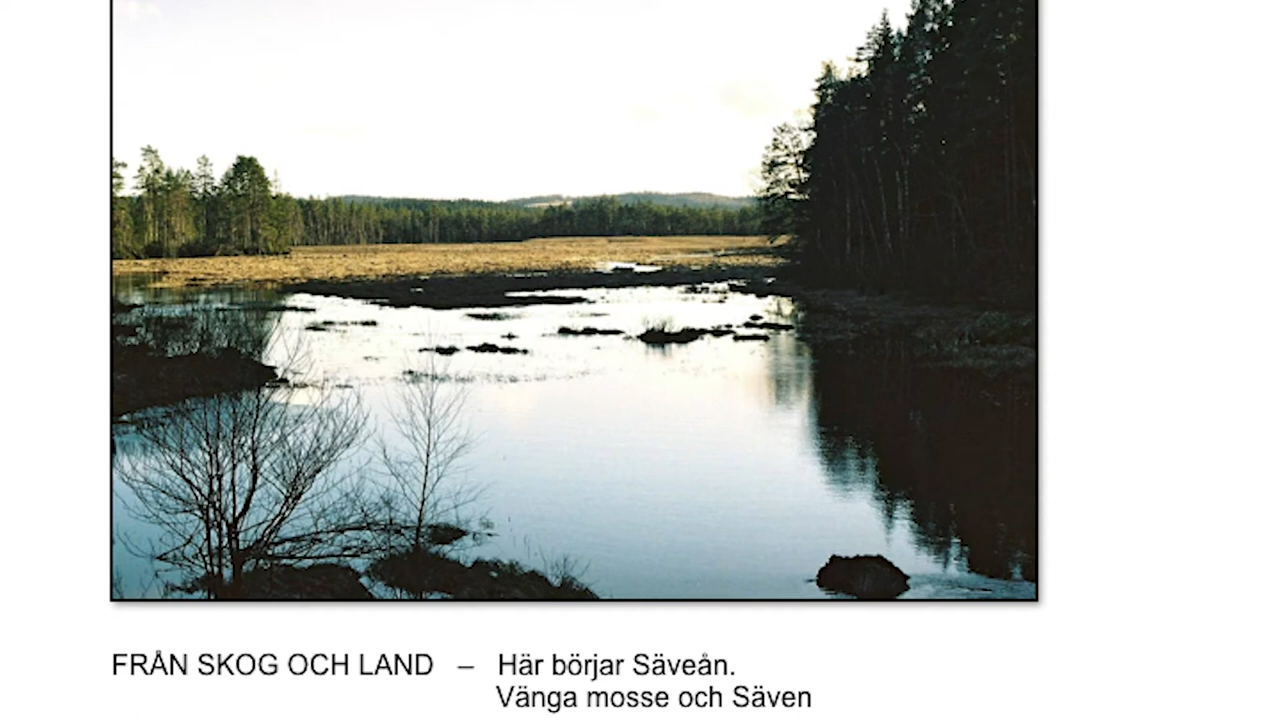 FRÅN SKOG OCH LAND – Här börjar Säveån.
Vänga mosse och Säven